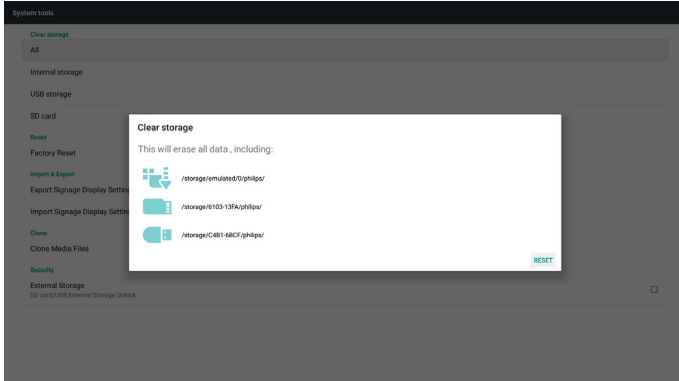 System tools
Clear storage
All
Internal storage
USB storage
SD card
Clear storage
This will erase all data , including:
/storage/emulated/0/philips/
/storage/6103-13FA/philips/
/storage/C4B1-6BCF/philips/
RESET
Reset
Factory Reset
Import & Export
Export Signage Display Settin
Import Signage Display Settin
Clone
Clone Media Files
Security
External Storage
SD card/USB External Storage Unlock